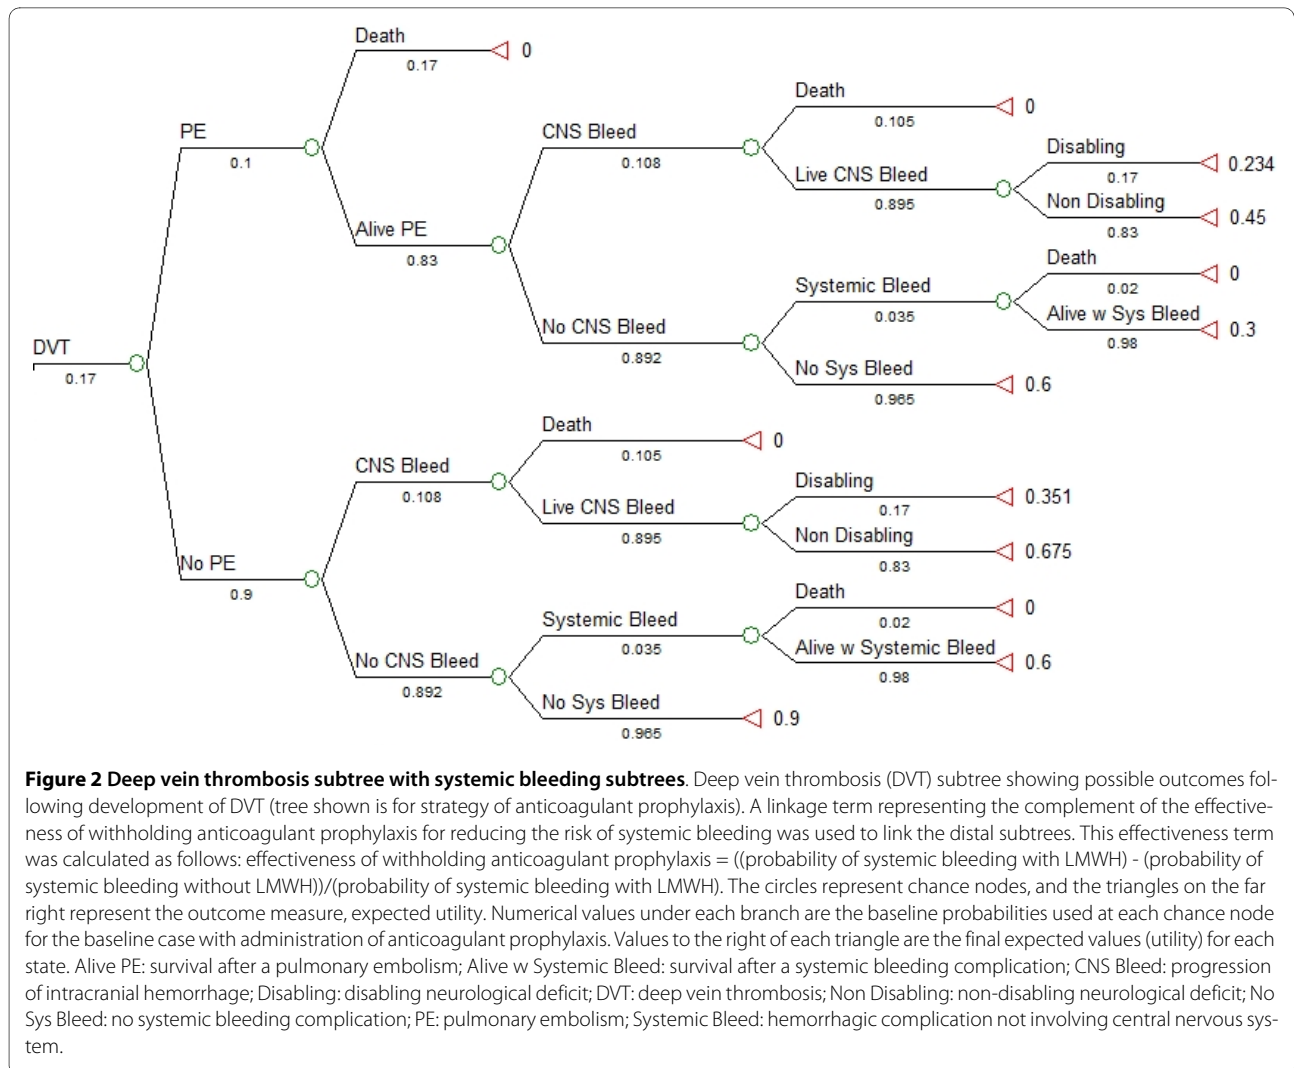 Death
0.17
0
Death
0.105
0
PE
0.1
CNS Bleed
0.108
Disabling
0.17
0.234
Live CNS Bleed
0.895
Non Disabling
0.83
0.45
Alive PE
0.83
Death
0.02
0
Systemic Bleed
0.035
Alive w Sys Bleed
0.98
0.3
No CNS Bleed
0.892
No Sys Bleed
0.965
0.6
DVT
0.17
Death
0.105
0
CNS Bleed
0.108
Disabling
0.17
0.351
Live CNS Bleed
0.895
Non Disabling
0.83
0.675
No PE
0.9
Death
0.02
0
Systemic Bleed
0.035
Alive w Systemic Bleed
0.98
0.6
No CNS Bleed
0.892
No Sys Bleed
0.965
0.9
Figure 2 Deep vein thrombosis subtree with systemic bleeding subtrees. Deep vein thrombosis (DVT) subtree showing possible outcomes fol-
lowing development of DVT (tree shown is for strategy of anticoagulant prophylaxis). A linkage term representing the complement of the effective-
ness of withholding anticoagulant prophylaxis for reducing the risk of systemic bleeding was used to link the distal subtrees. This effectiveness term
was calculated as follows: effectiveness of withholding anticoagulant prophylaxis = ((probability of systemic bleeding with LMWH) - (probability of
systemic bleeding without LMWH))/(probability of systemic bleeding with LMWH). The circles represent chance nodes, and the triangles on the far
right represent the outcome measure, expected utility. Numerical values under each branch are the baseline probabilities used at each chance node
for the baseline case with administration of anticoagulant prophylaxis. Values to the right of each triangle are the final expected values (utility) for each
state. Alive PE: survival after a pulmonary embolism; Alive w Systemic Bleed: survival after a systemic bleeding complication; CNS Bleed: progression
of intracranial hemorrhage; Disabling: disabling neurological deficit; DVT: deep vein thrombosis; Non Disabling: non-disabling neurological deficit; No
Sys Bleed: no systemic bleeding complication; PE: pulmonary embolism; Systemic Bleed: hemorrhagic complication not involving central nervous sys-
tem.